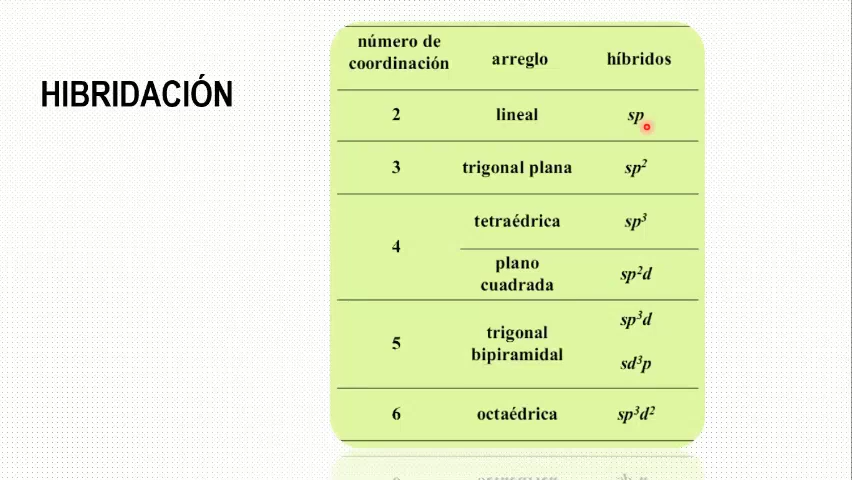 HIBRIDACIÓN
número de
coordinación arreglo híbridos
2 lineal sp
3 trigonal plana sp²
4 tetraédrica sp³
plano
cuadrada sp²d
5 trigonal
bipiramidal sp³d
sd³p
6 octaédrica sp³d²